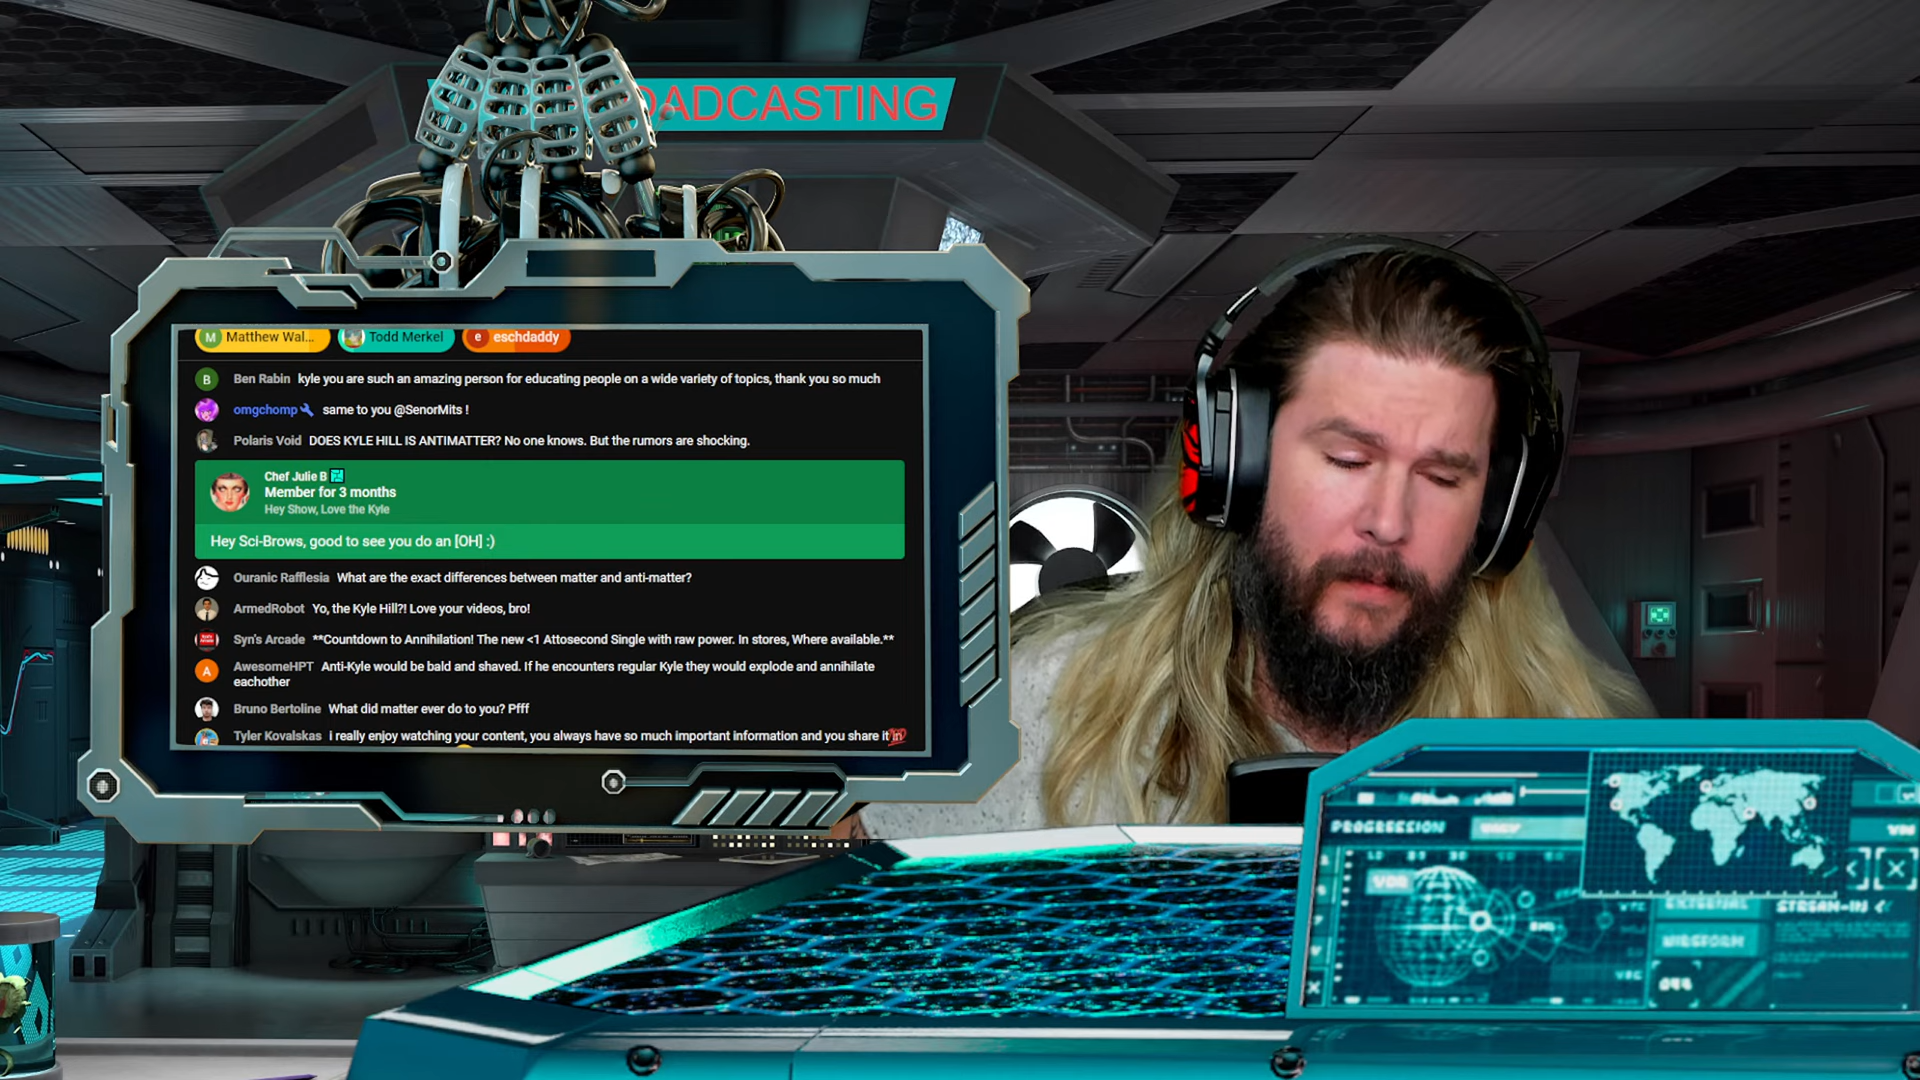 OADCASTING
M Matthew Wal...
Todd Merkel
e eschdaddy
B Ben Rabin kyle you are such an amazing person for educating people on a wide variety of topics, thank you so much
omgchomp same to you @SenorMits !
Polaris Void DOES KYLE HILL IS ANTIMATTER? No one knows. But the rumors are shocking.
Chef Julie B
Member for 3 months
Hey Show, Love the Kyle
Hey Sci-Brows, good to see you do an [OH] :)
Ouranic Rafflesia What are the exact differences between matter and anti-matter?
ArmedRobot Yo, the Kyle Hill?! Love your videos, bro!
Syn's Arcade **Countdown to Annihilation! The new <1 Attosecond Single with raw power. In stores, Where available.**
A AwesomeHPT Anti-Kyle would be bald and shaved. If he encounters regular Kyle they would explode and annihilate
eachother
Bruno Bertoline What did matter ever do to you? Pfff
Tyler Kovalskas i really enjoy watching your content, you always have so much important information and you share it in
PROGRESSION
STREAM-IN